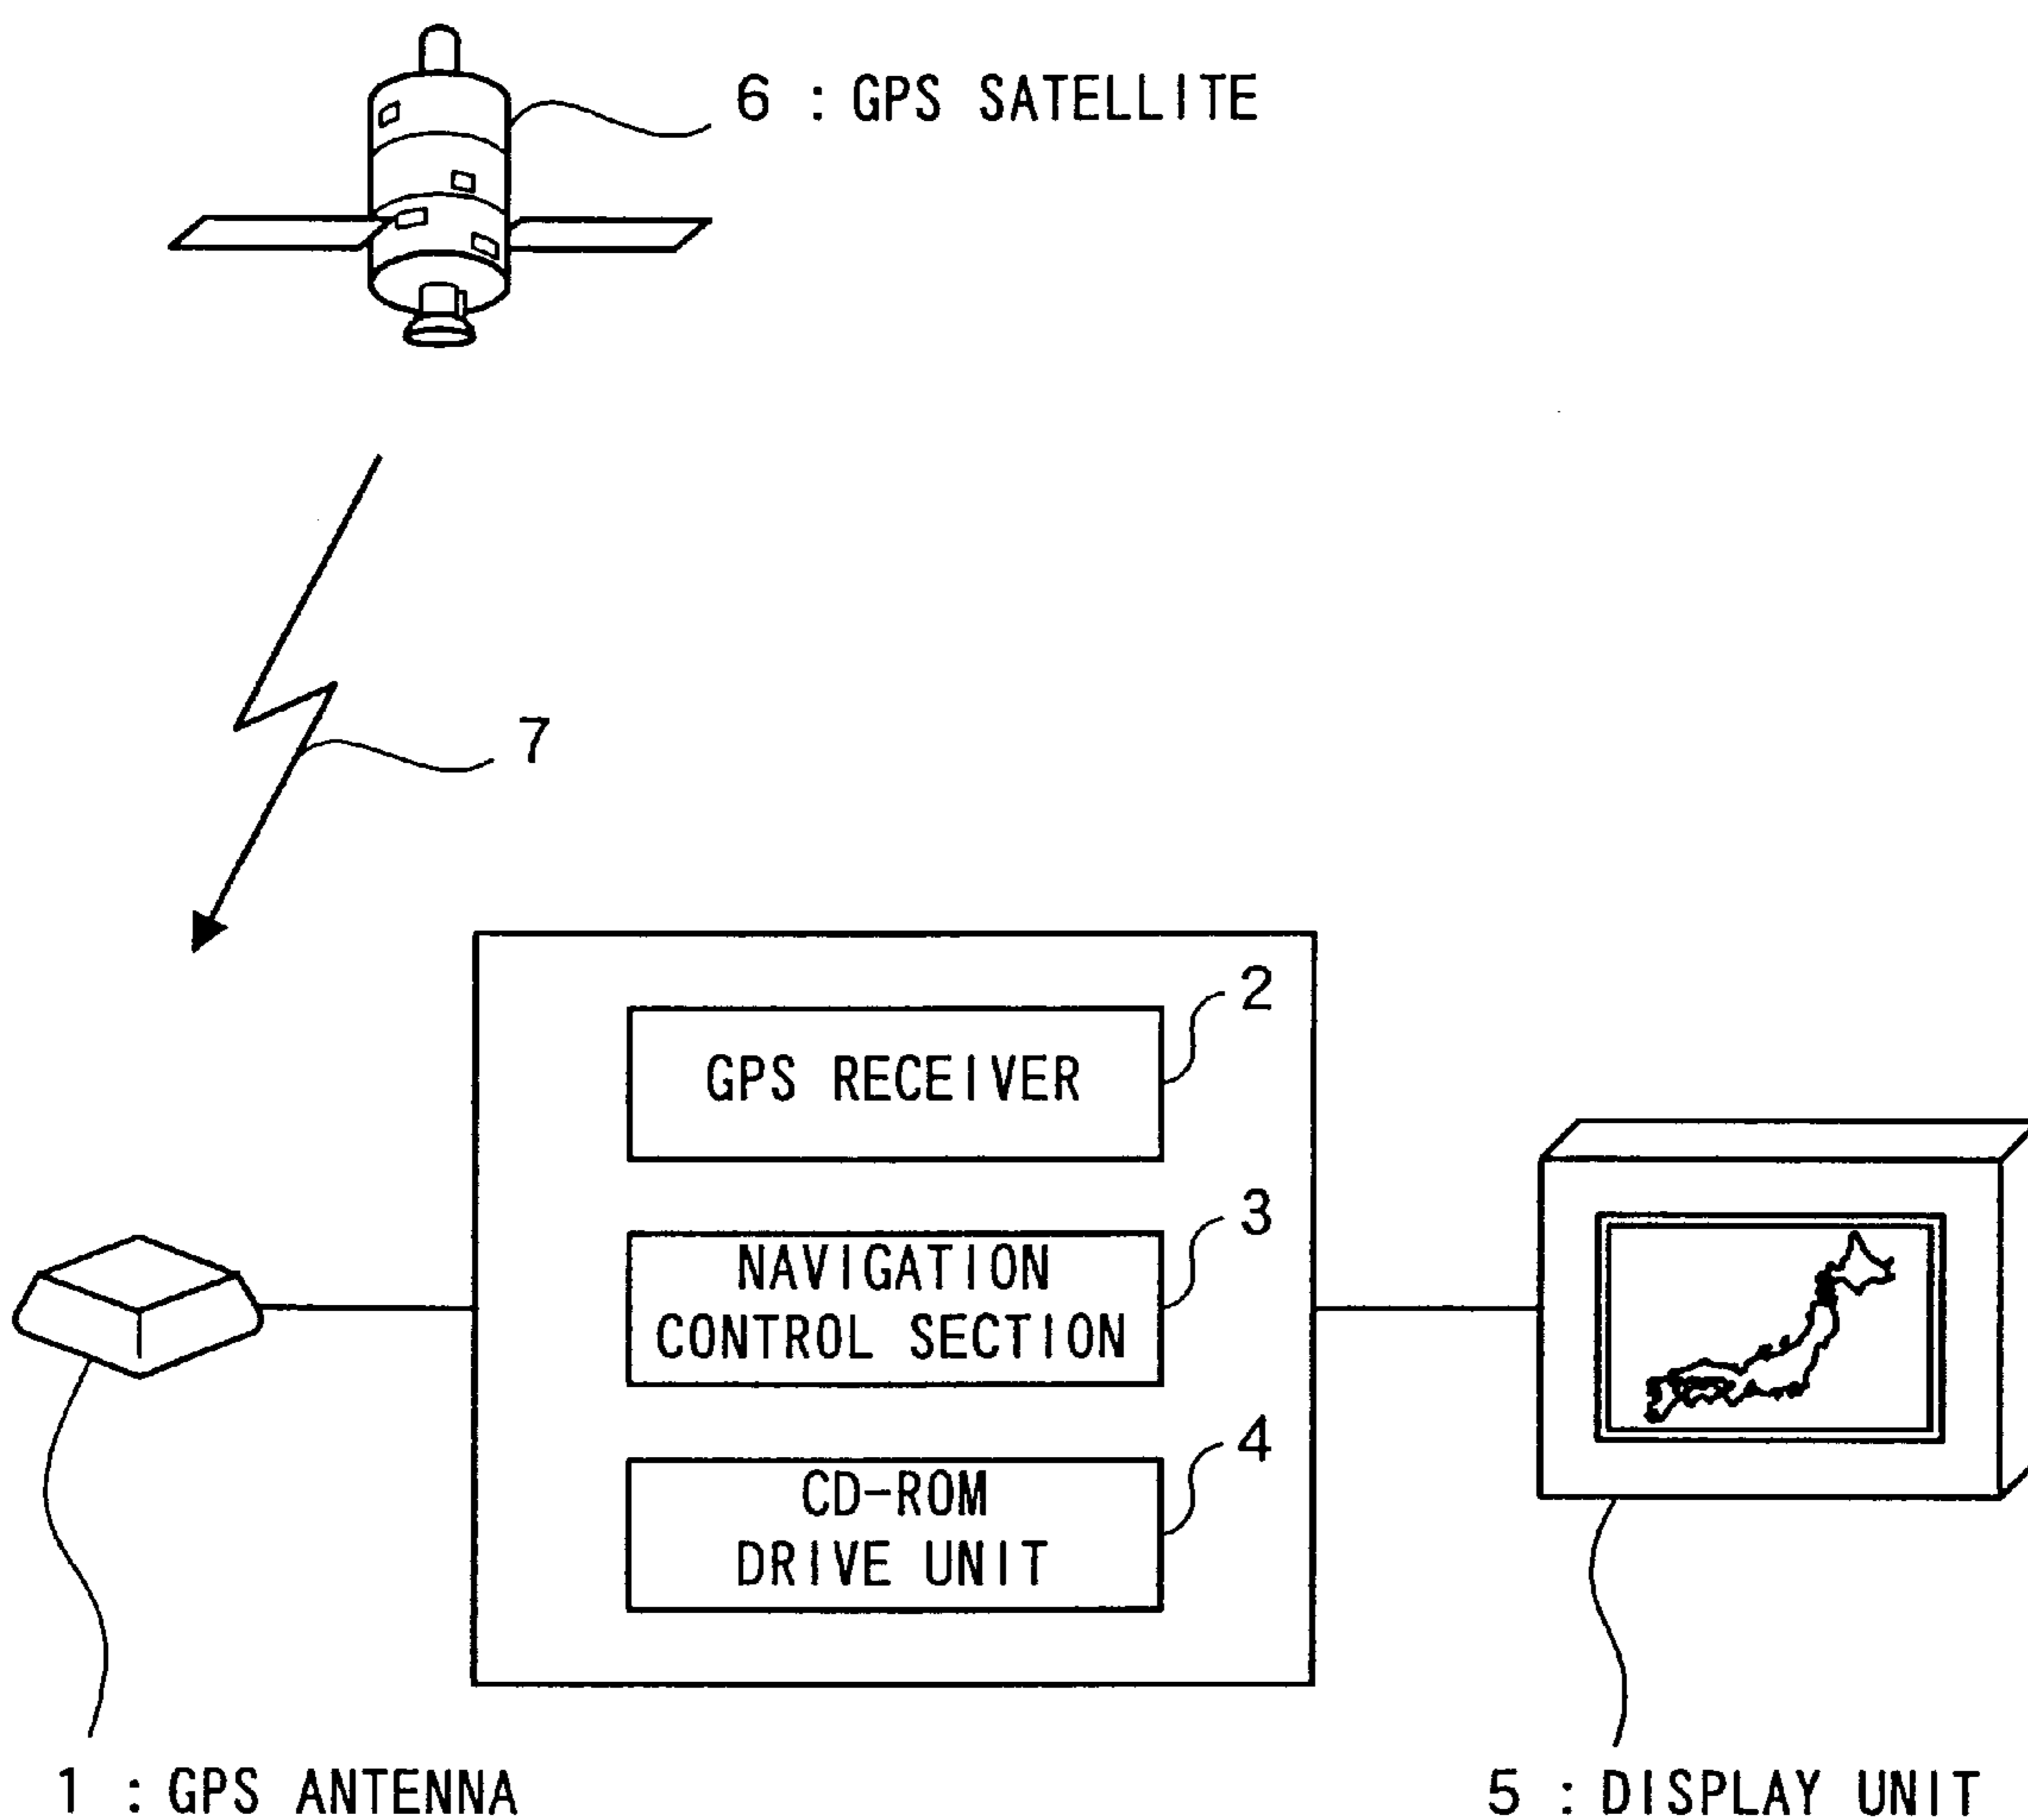 6 : GPS SATELLITE
7
2
GPS RECEIVER
3
NAVIGATION
CONTROL SECTION
4
CD-ROM
DRIVE UNIT
1 : GPS ANTENNA
5 : DISPLAY UNIT